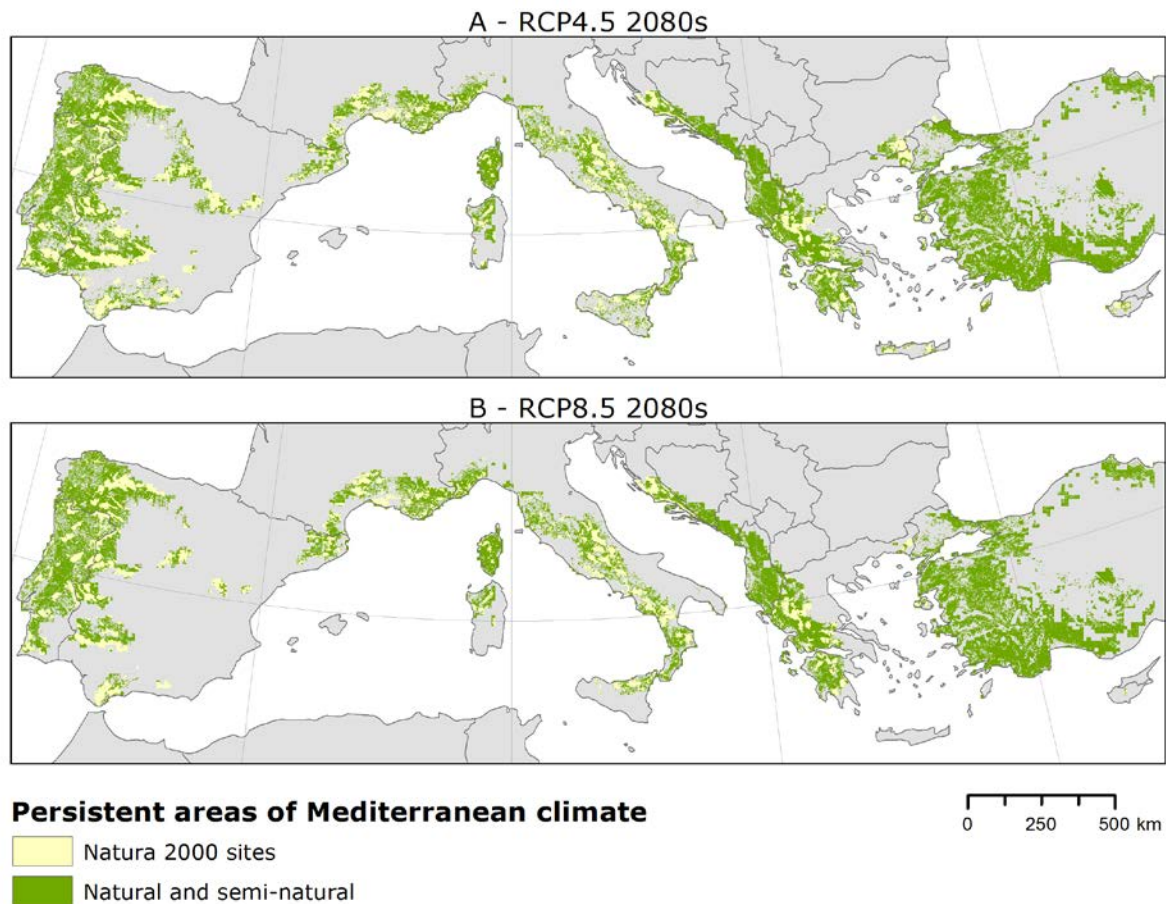 A - RCP4.5 2080s
B - RCP8.5 2080s
Persistent areas of Mediterranean climate
Natura 2000 sites
Natural and semi-natural
0 250 500 km